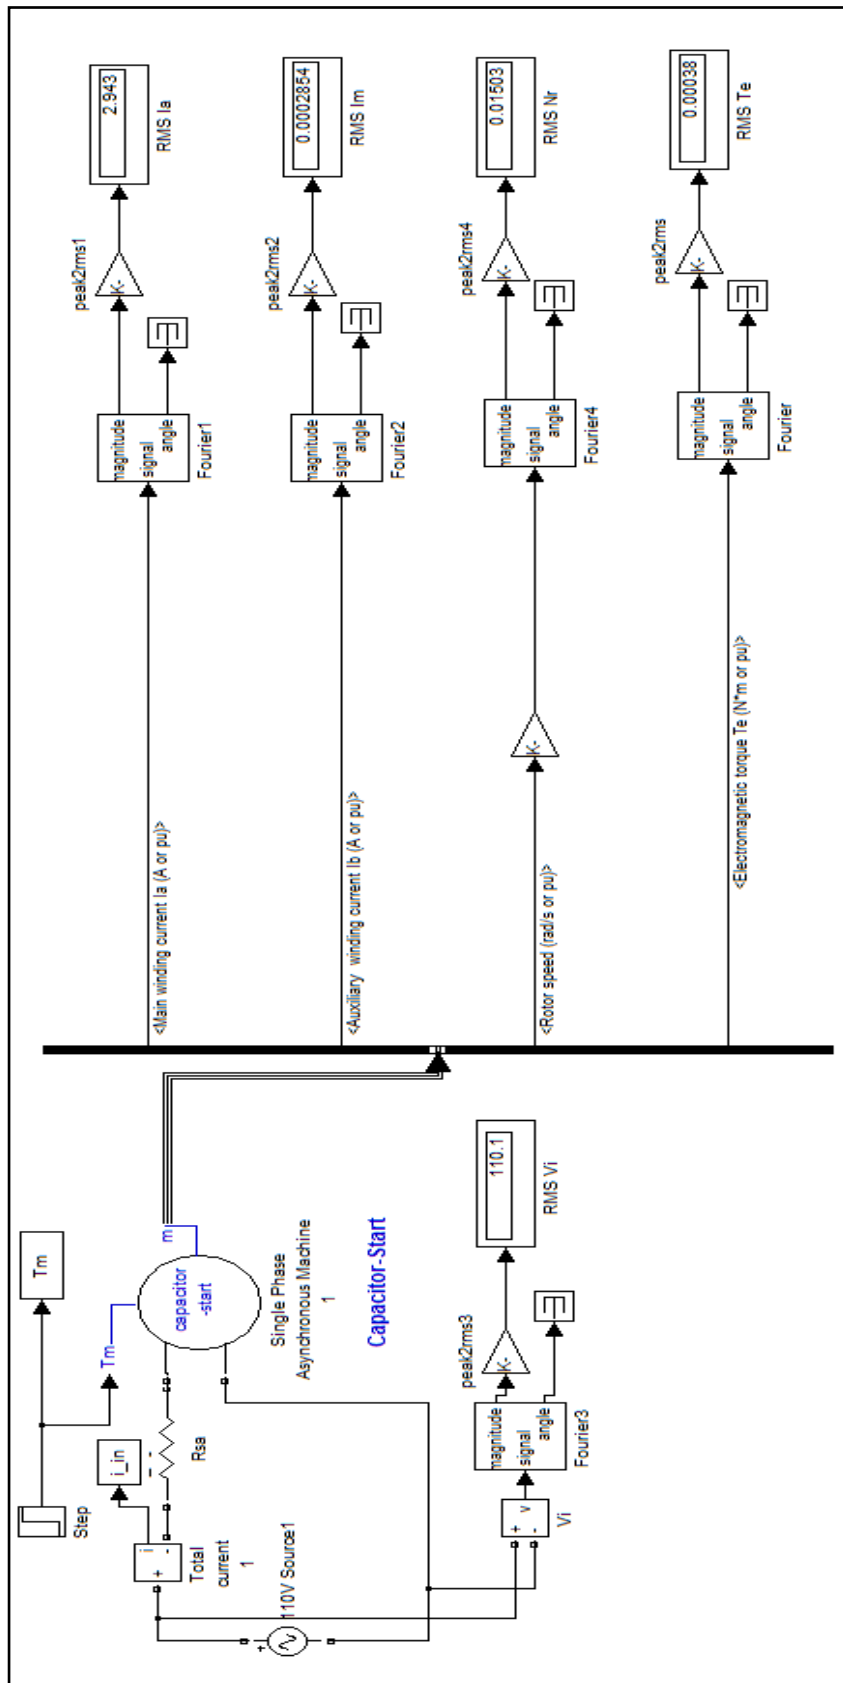 Step
Tm
Tm
i_in
i
+ -
Total
current
1
Rsa
- -
capacitor
-start
m
Single Phase
Asynchronous Machine
1
Capacitor-Start
110V Source1
+
+
-
v
Vi
magnitude
signal
angle
Fourier3
K-
peak2rms3
110.1
RMS Vi
<Main winding current Ia (A or pu)>
magnitude
signal
angle
Fourier1
K-
peak2rms1
2.943
RMS Ia
<Auxiliary winding current Ib (A or pu)>
magnitude
signal
angle
Fourier2
K-
peak2rms2
0.0002854
RMS Im
<Rotor speed (rad/s or pu)>
K-
magnitude
signal
angle
Fourier4
K-
peak2rms4
0.01503
RMS Nr
<Electromagnetic torque Te (N*m or pu)>
magnitude
signal
angle
Fourier
K-
peak2rms
0.00038
RMS Te